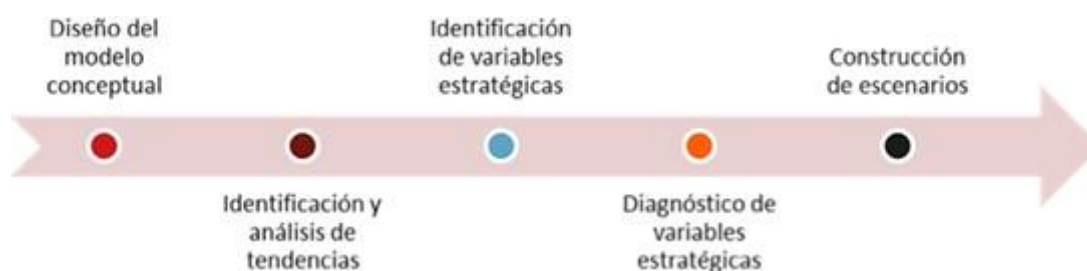 Diseño del
modelo
conceptual
Identificación y
análisis de
tendencias
Identificación
de variables
estratégicas
Diagnóstico de
variables
estratégicas
Construcción
de escenarios